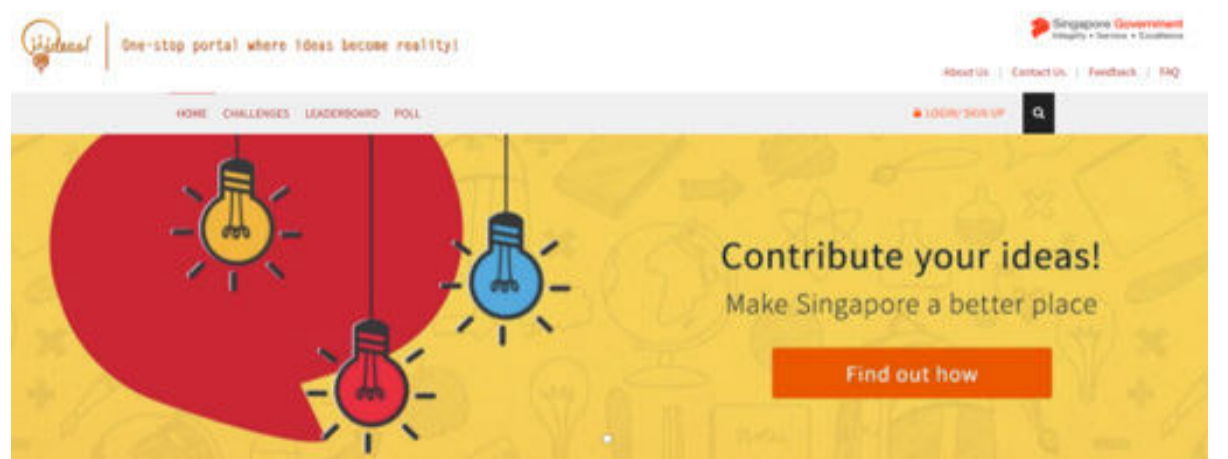 ideas!
One-stop portal where ideas become reality!
Singapore Government
Integrity • Service • Excellence
About Us | Contact Us | Feedback | FAQ
HOME CHALLENGES LEADERBOARD POLL
LOGIN/ SIGN UP
Contribute your ideas!
Make Singapore a better place
Find out how